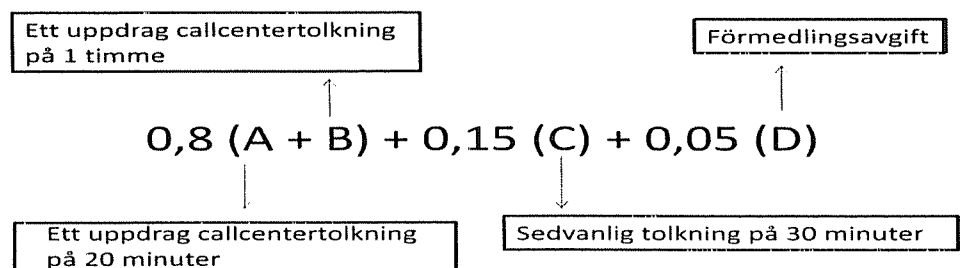 Ett uppdrag callcentertolkning
på 1 timme
Förmedlingsavgift
0,8 (A + B) + 0,15 (C) + 0,05 (D)
Ett uppdrag callcentertolkning
på 20 minuter
Sedvanlig tolkning på 30 minuter